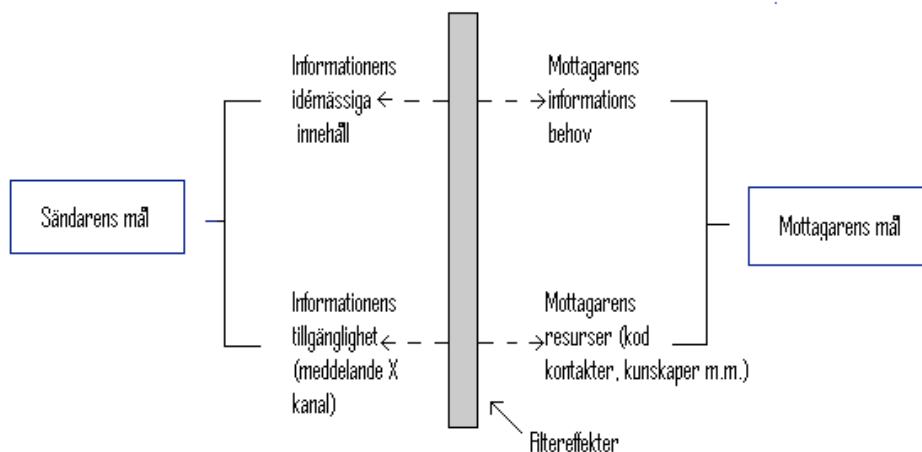 Informationens
idémässiga
innehåll
Mottagarens
informations
behov
Sändarens mål
Mottagarens mål
Informationens
tillgänglighet
(meddelande X
kanal)
Mottagarens
resurser (kod
kontakter, kunskaper m.m.)
Filtereffekter